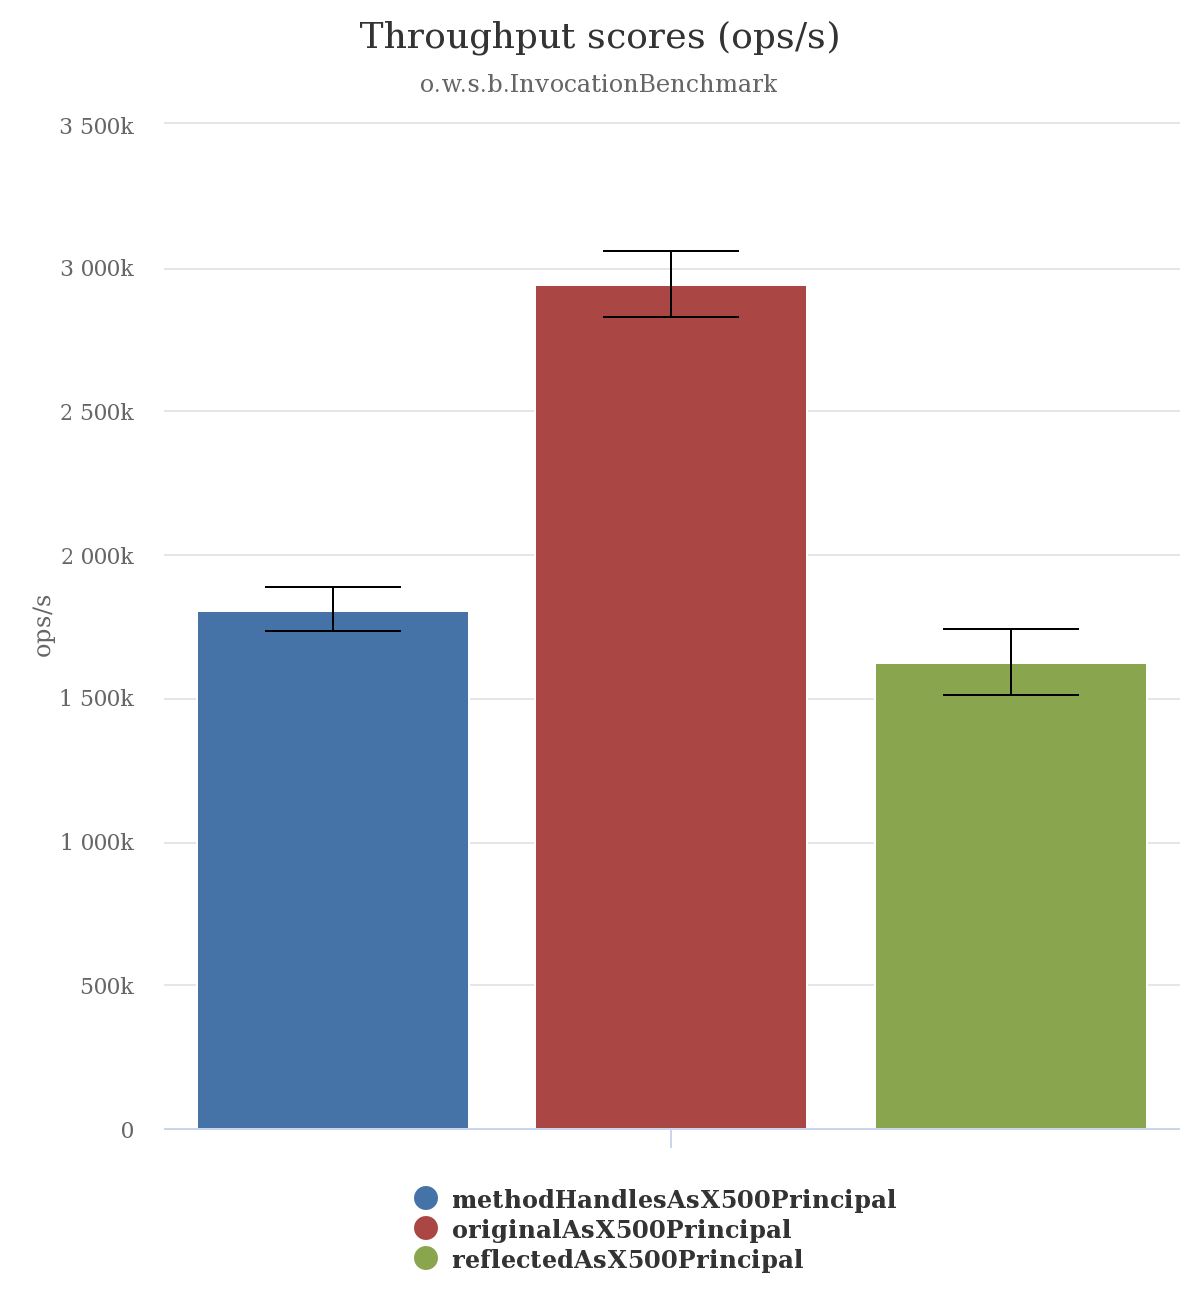 Throughput scores (ops/s)
o.w.s.b.InvocationBenchmark
3 500k
3 000k
2 500k
2 000k
1 500k
1 000k
500k
0
ops/s
methodHandlesAsX500Principal
originalAsX500Principal
reflectedAsX500Principal